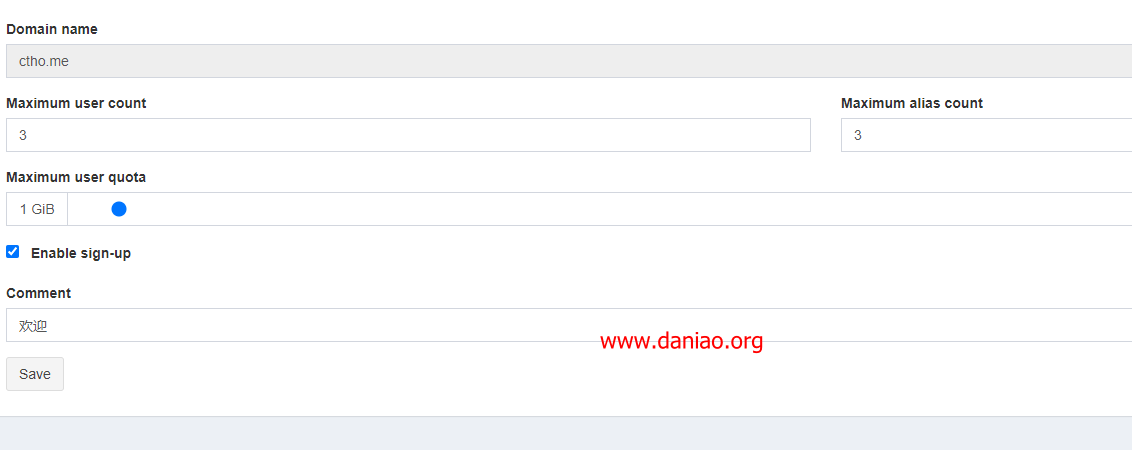 Domain name
ctho.me
Maximum user count
Maximum alias count
3
3
Maximum user quota
1 GiB
Enable sign-up
Comment
欢迎
www.daniao.org
Save